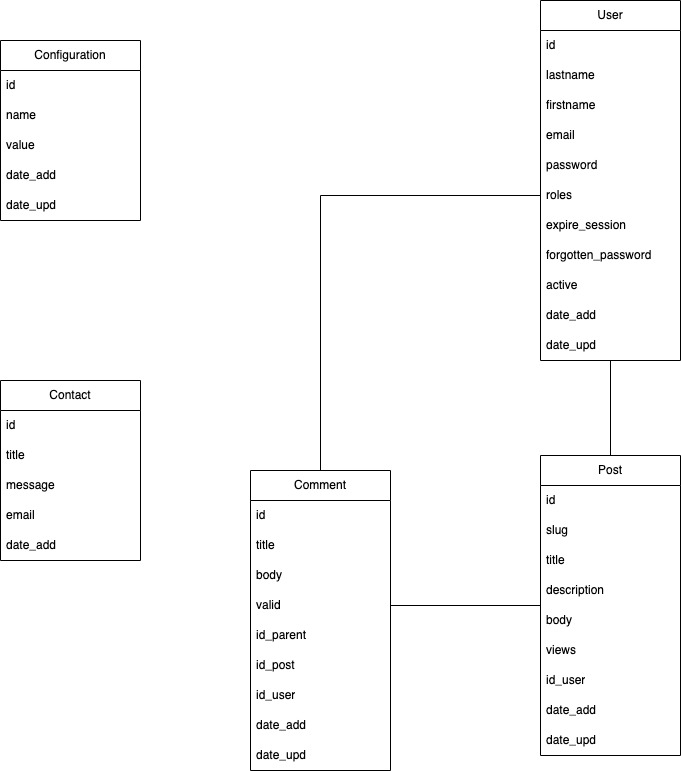 Configuration
id
name
value
date_add
date_upd
User
id
lastname
firstname
email
password
roles
expire_session
forgotten_password
active
date_add
date_upd
Contact
id
title
message
email
date_add
Comment
id
title
body
valid
id_parent
id_post
id_user
date_add
date_upd
Post
id
slug
title
description
body
views
id_user
date_add
date_upd